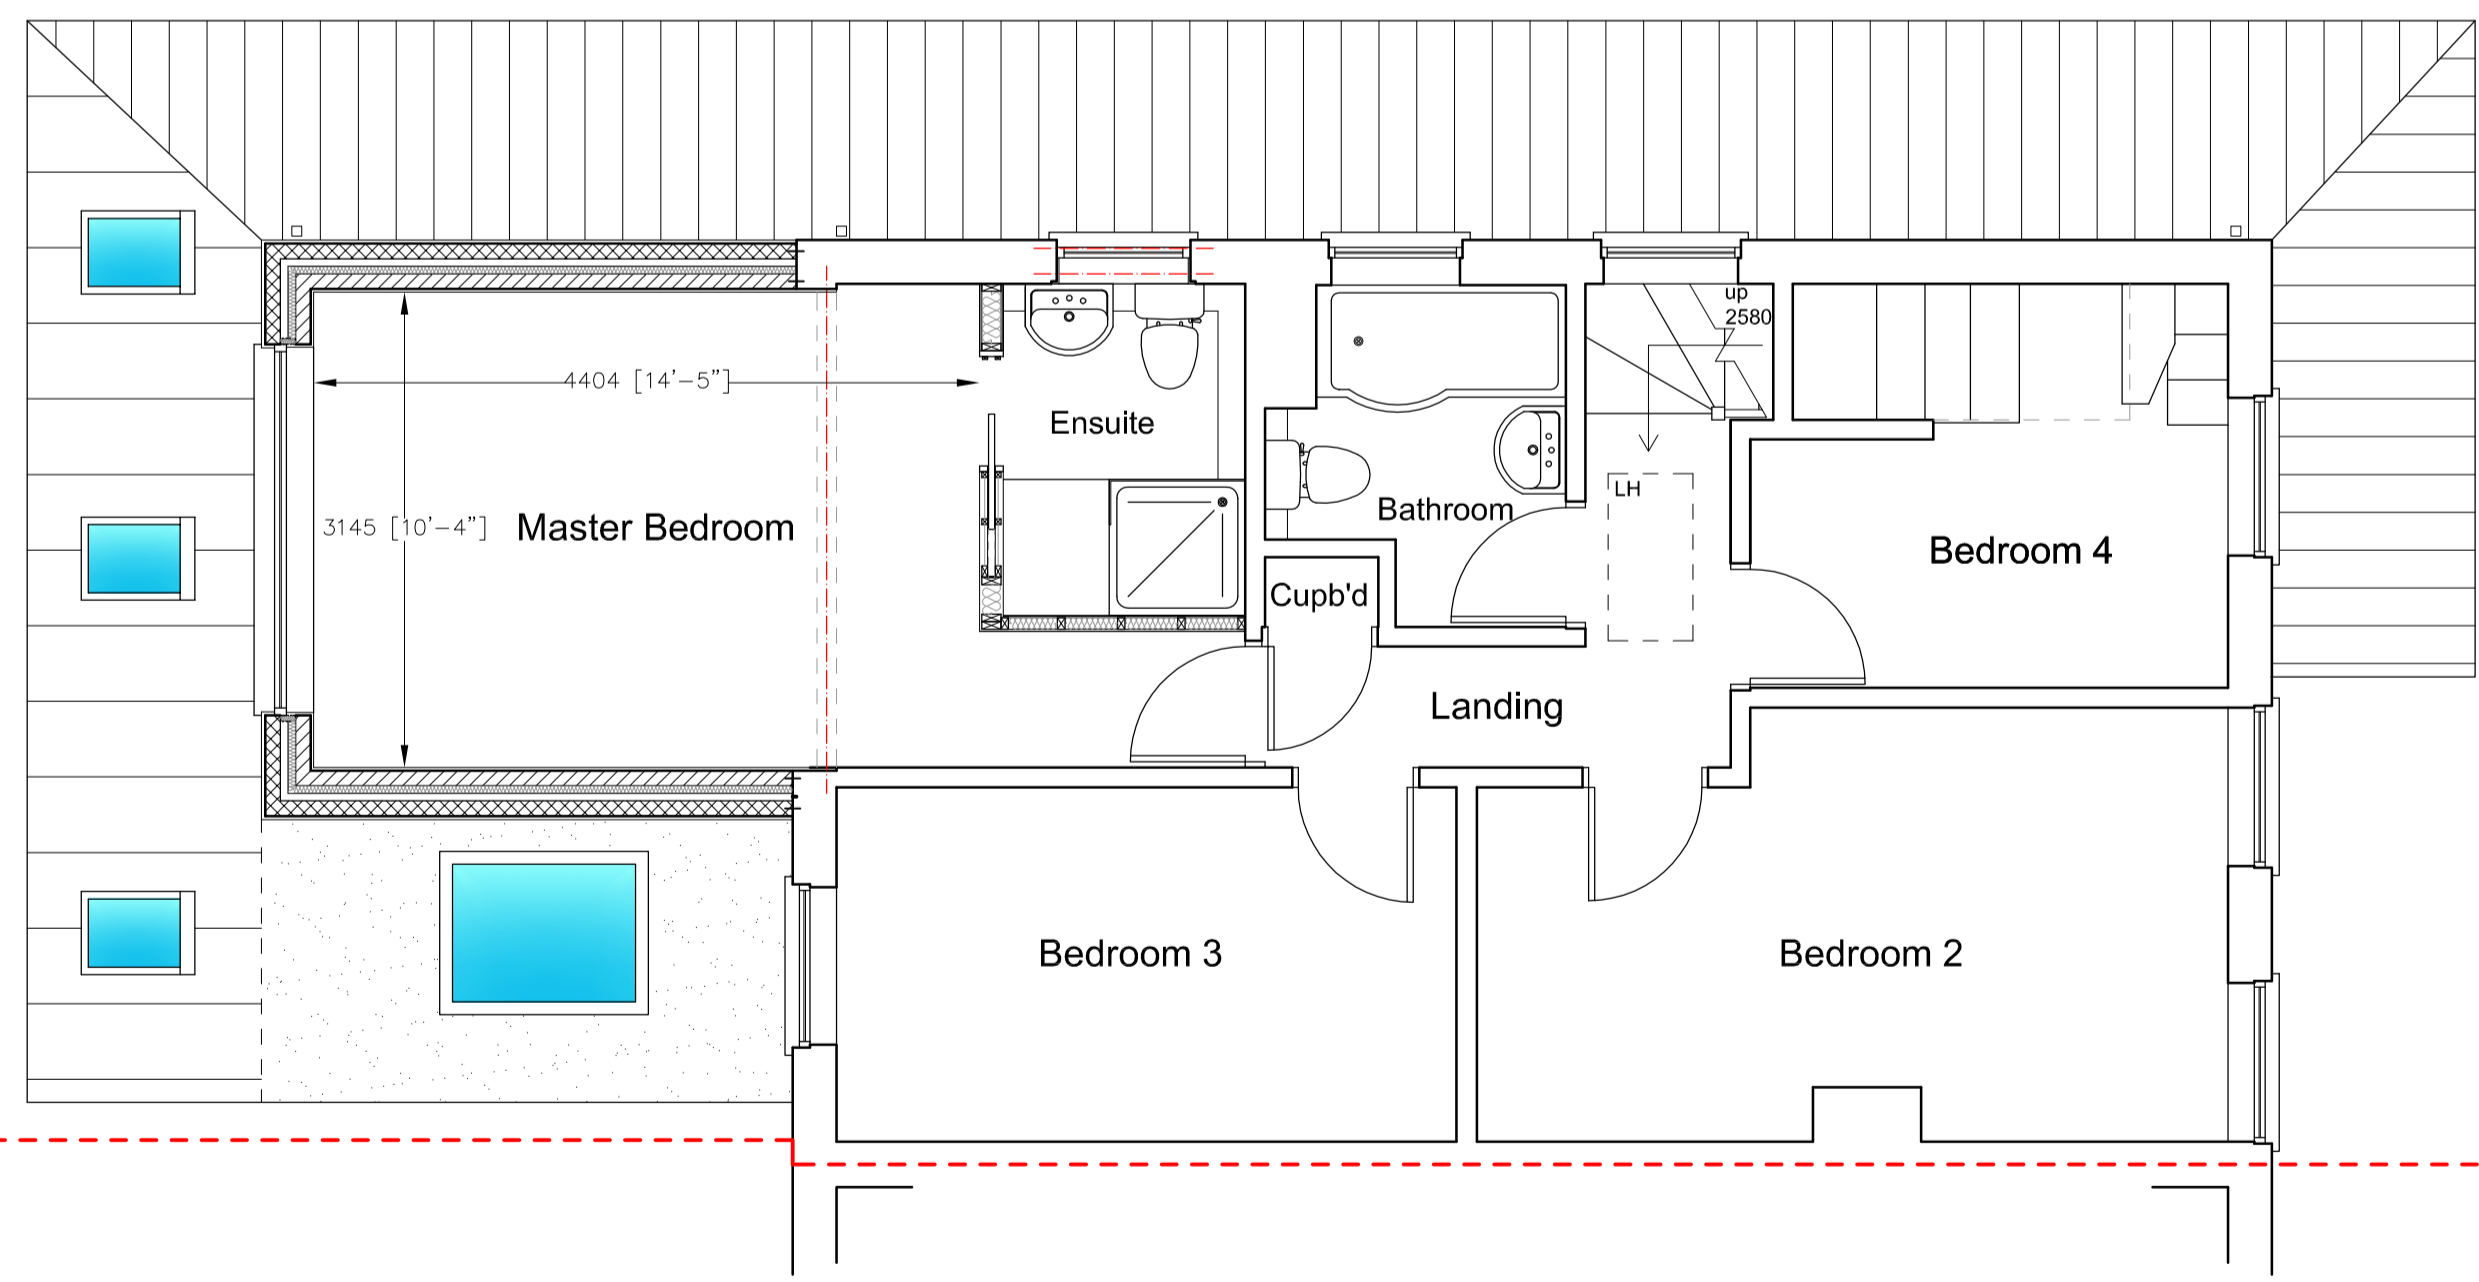 up
2580
4404 [14'-5"]
Ensuite
LH
Bathroom
3145 [10'-4"]
Master Bedroom
Bedroom 4
Cupb'd
Landing
Bedroom 3
Bedroom 2